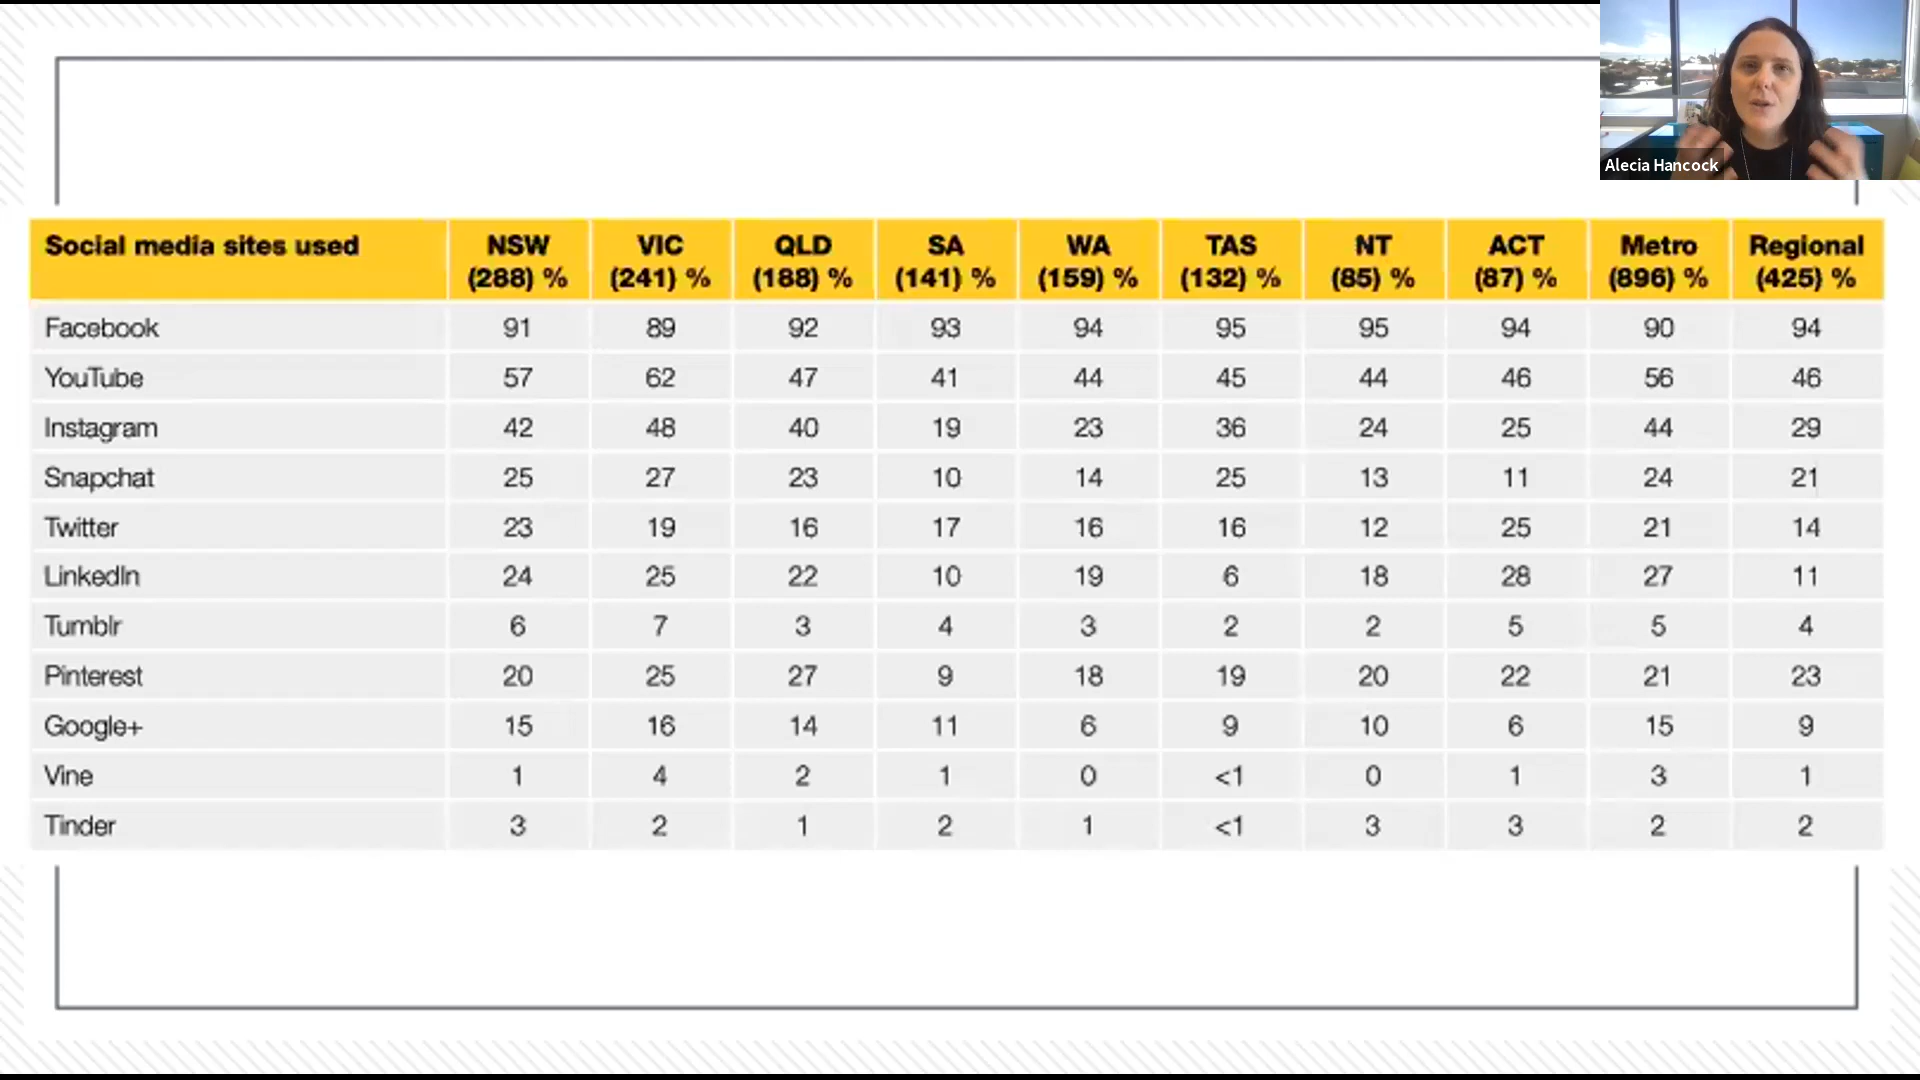 Alecia Hancock
Social media sites used NSW (288) % VIC (241) % QLD (188) % SA (141) % WA (159) % TAS (132) % NT (85) % ACT (87) % Metro (896) % Regional (425) %
Facebook 91 89 92 93 94 95 95 94 90 94
YouTube 57 62 47 41 44 45 44 46 56 46
Instagram 42 48 40 19 23 36 24 25 44 29
Snapchat 25 27 23 10 14 25 13 11 24 21
Twitter 23 19 16 17 16 16 12 25 21 14
LinkedIn 24 25 22 10 19 6 18 28 27 11
Tumblr 6 7 3 4 3 2 2 5 5 4
Pinterest 20 25 27 9 18 19 20 22 21 23
Google+ 15 16 14 11 6 9 10 6 15 9
Vine 1 4 2 1 0 <1 0 1 3 1
Tinder 3 2 1 2 1 <1 3 3 2 2